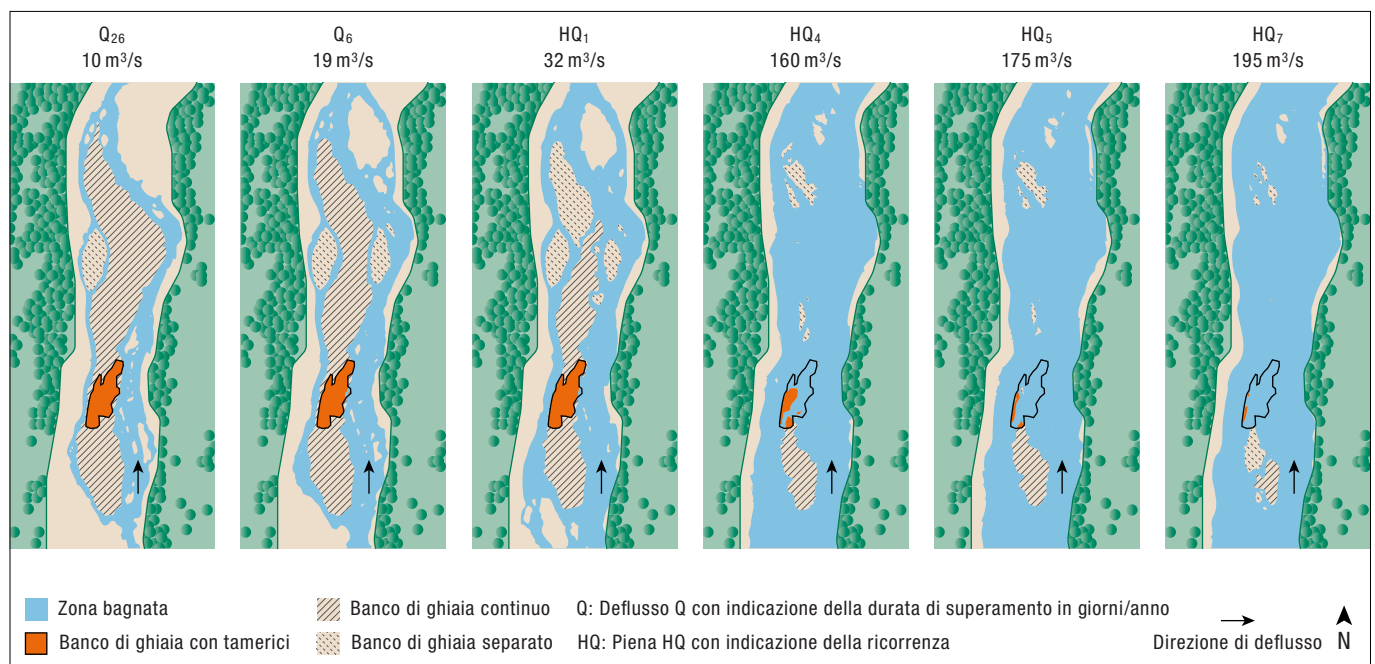 Q₂₆
10 m³/s
Q₆
19 m³/s
HQ₁
32 m³/s
HQ₄
160 m³/s
HQ₅
175 m³/s
HQ₇
195 m³/s
Zona bagnata
Banco di ghiaia con tamerici
Banco di ghiaia continuo
Banco di ghiaia separato
Q: Deflusso Q con indicazione della durata di superamento in giorni/anno
HQ: Piena HQ con indicazione della ricorrenza
Direzione di deflusso
N